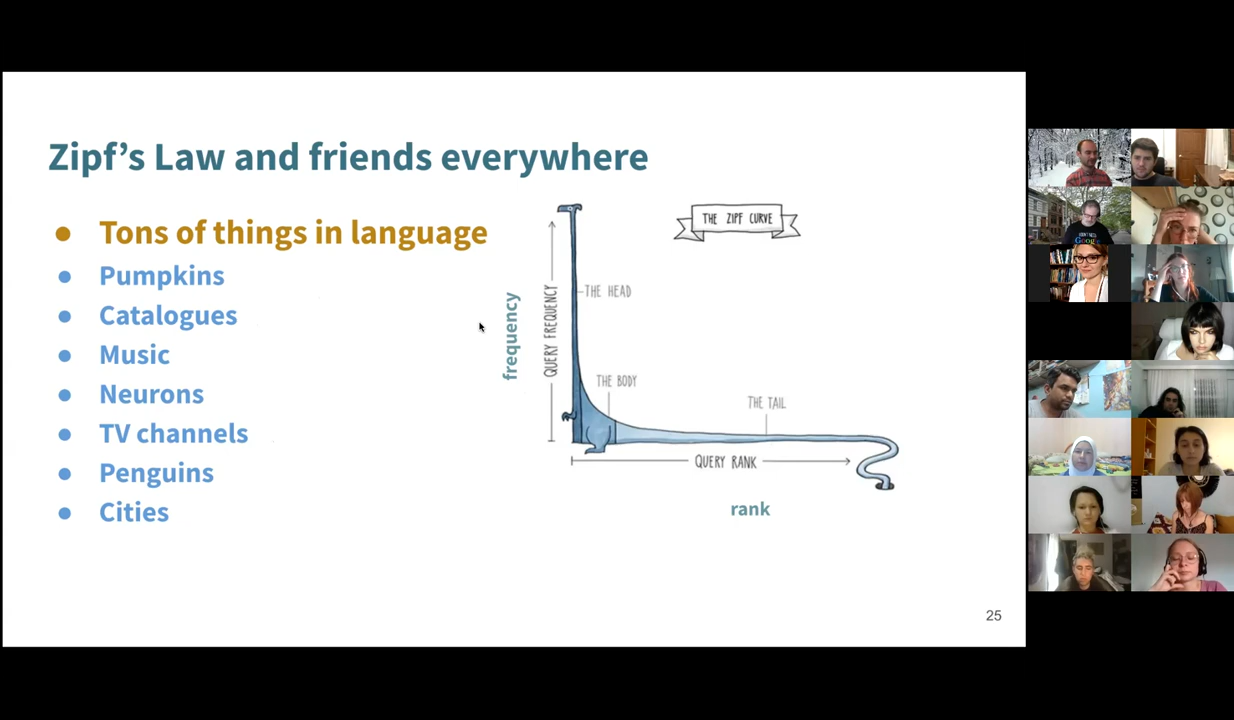 Zipf's Law and friends everywhere
● Tons of things in language
● Pumpkins
● Catalogues
● Music
● Neurons
● TV channels
● Penguins
● Cities
THE ZIPF CURVE
THE HEAD
frequency
QUERY FREQUENCY
THE BODY
THE TAIL
QUERY RANK
rank
25
Google